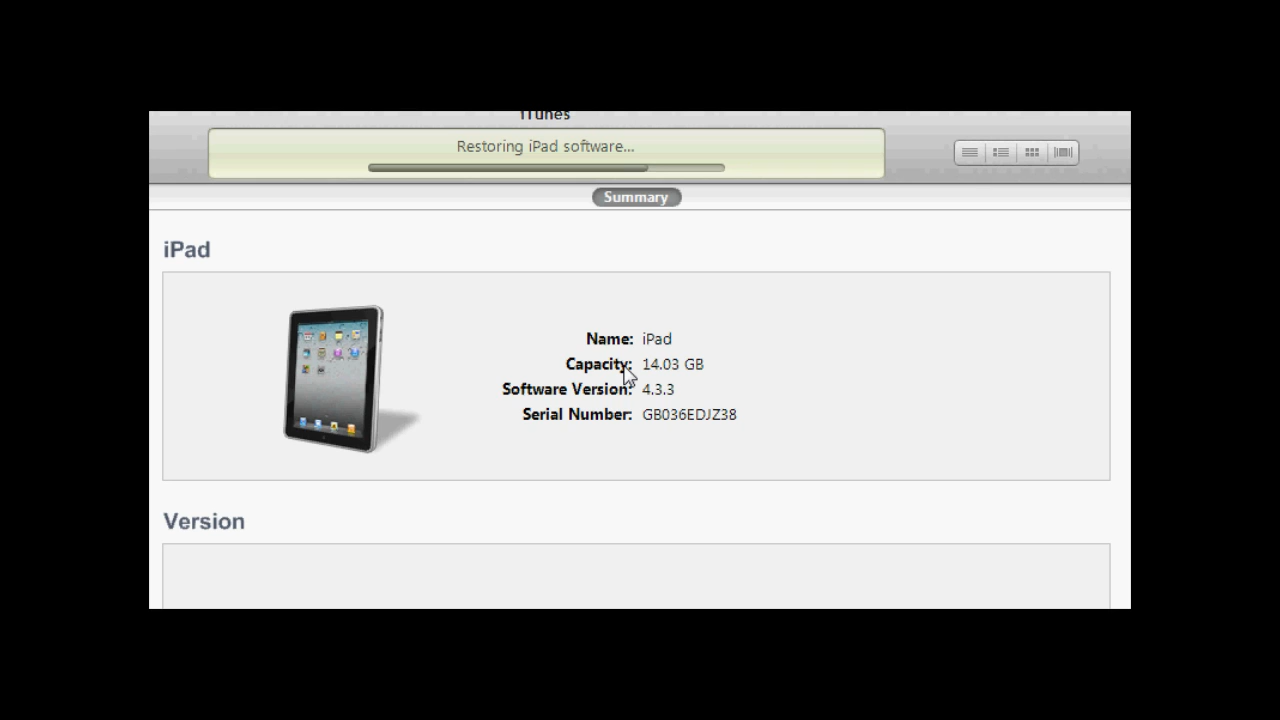 iTunes
Restoring iPad software...
Summary
iPad
Name: iPad
Capacity: 14.03 GB
Software Version: 4.3.3
Serial Number: GB036EDJZ38
Version